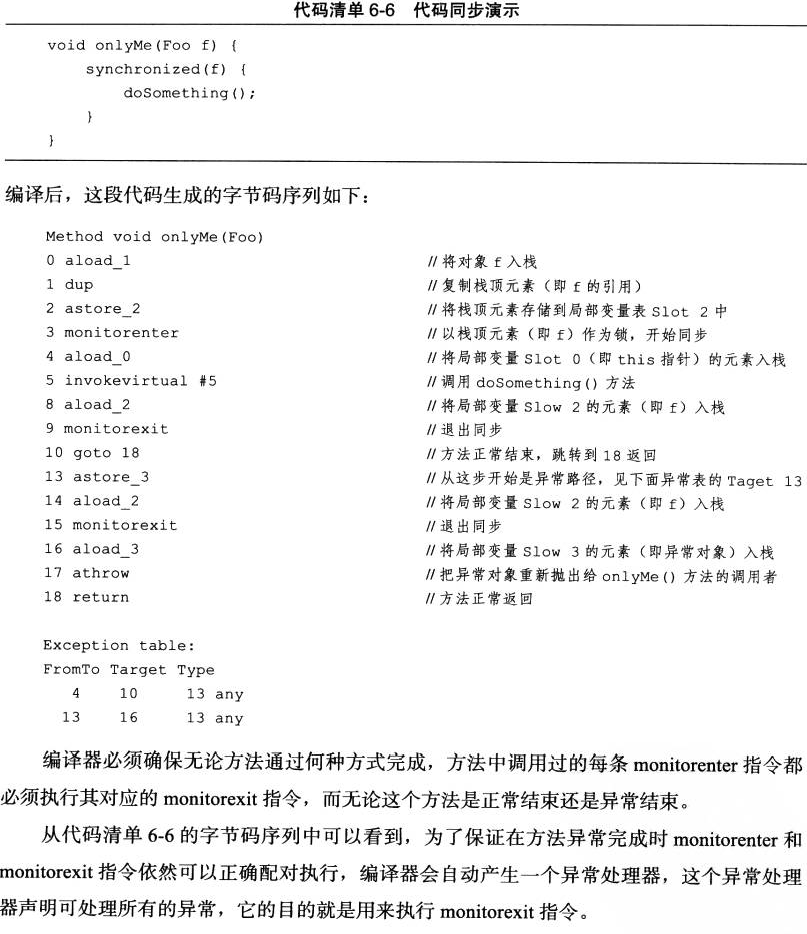 代码清单 6-6 代码同步演示
void onlyMe(Foo f) {
synchronized(f) {
doSomething();
}
}
编译后，这段代码生成的字节码序列如下：
Method void onlyMe(Foo)
0 aload_1 //将对象 f 入栈
1 dup //复制栈顶元素（即 f 的引用）
2 astore_2 //将栈顶元素存储到局部变量表 Slot 2 中
3 monitorenter //以栈顶元素（即 f）作为锁，开始同步
4 aload_0 //将局部变量 Slot 0（即 this 指针）的元素入栈
5 invokevirtual #5 //调用 doSomething() 方法
8 aload_2 //将局部变量 Slow 2 的元素（即 f）入栈
9 monitorexit //退出同步
10 goto 18 //方法正常结束，跳转到 18 返回
13 astore_3 //从这步开始是异常路径，见下面异常表的 Taget 13
14 aload_2 //将局部变量 Slow 2 的元素（即 f）入栈
15 monitorexit //退出同步
16 aload_3 //将局部变量 Slow 3 的元素（即异常对象）入栈
17 athrow //把异常对象重新抛出给 onlyMe() 方法的调用者
18 return //方法正常返回
Exception table:
FromTo Target Type
4 10 13 any
13 16 13 any
编译器必须确保无论方法通过何种方式完成，方法中调用过的每条 monitorenter 指令都
必须执行其对应的 monitorexit 指令，而无论这个方法是正常结束还是异常结束。
从代码清单 6-6 的字节码序列中可以看到，为了保证在方法异常完成时 monitorenter 和
monitorexit 指令依然可以正确配对执行，编译器会自动产生一个异常处理器，这个异常处理
器声明可处理所有的异常，它的目的就是用来执行 monitorexit 指令。